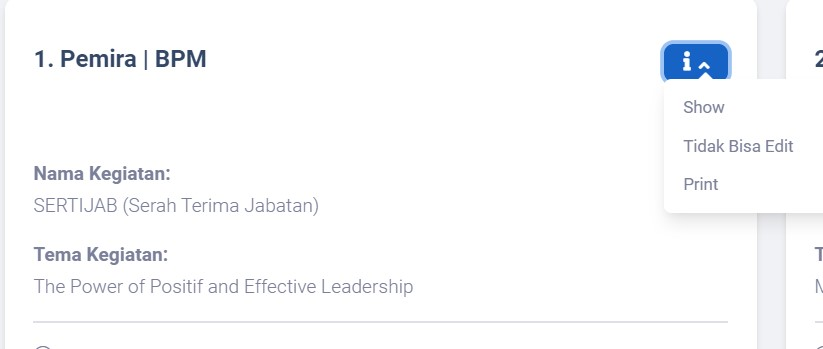 1. Pemira | BPM
Show
Tidak Bisa Edit
Print
Nama Kegiatan:
SERTIJAB (Serah Terima Jabatan)
Tema Kegiatan:
The Power of Positif and Effective Leadership
2
T
M